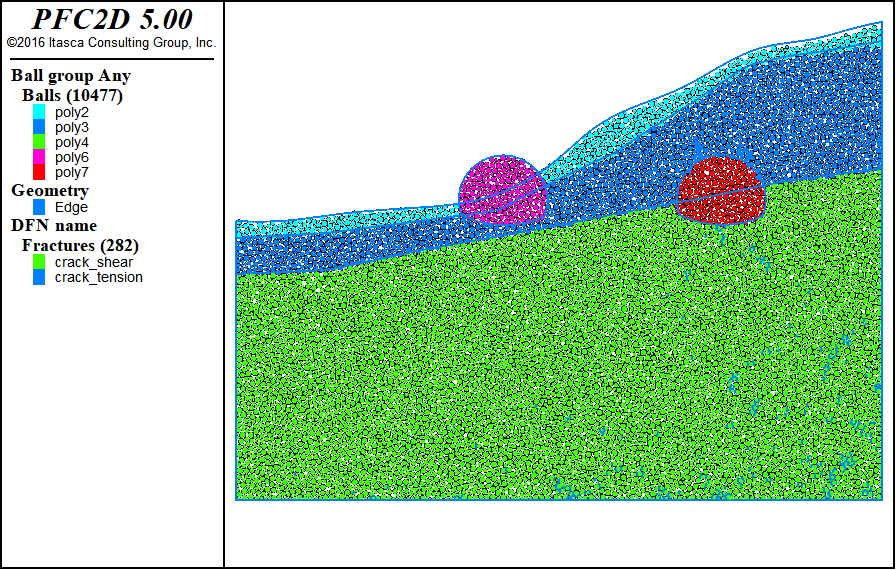 PFC2D 5.00
©2016 Itasca Consulting Group, Inc.
Ball group Any
Balls (10477)
poly2
poly3
poly4
poly6
poly7
Geometry
Edge
DFN name
Fractures (282)
crack_shear
crack_tension